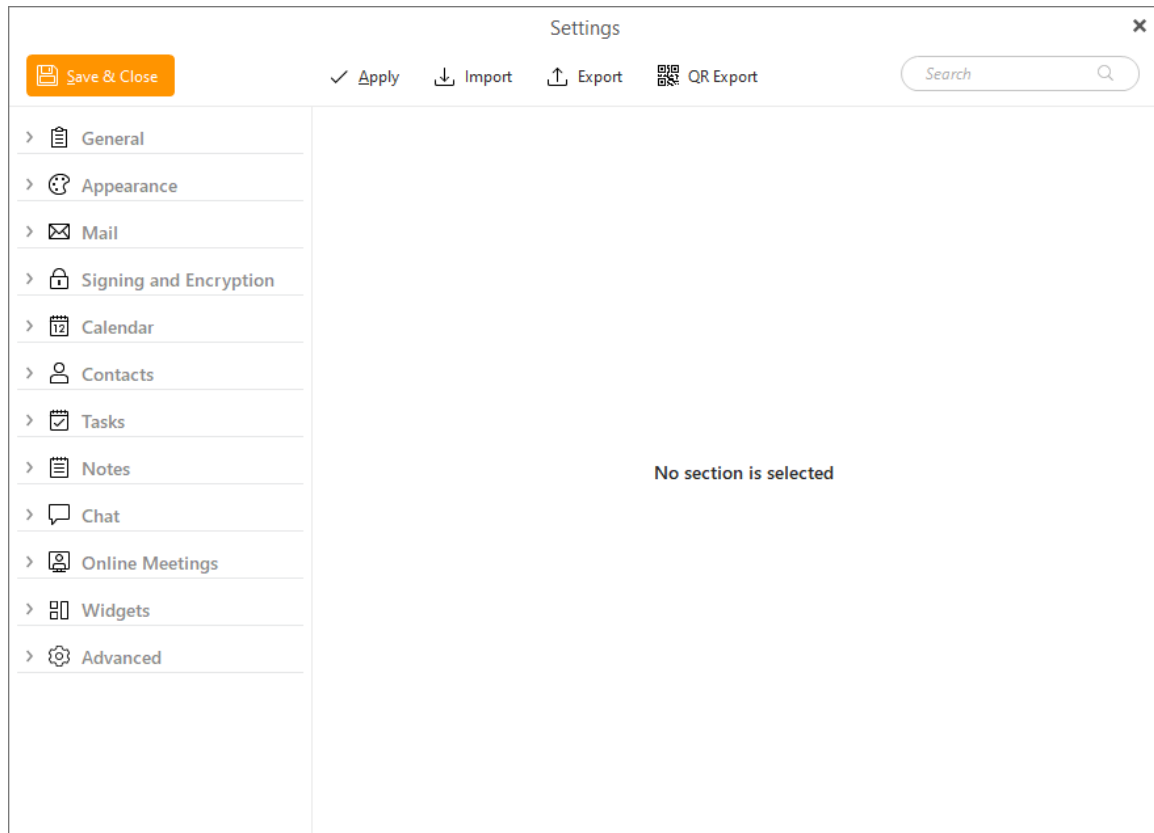 Settings
Save & Close
Apply
Import
Export
QR Export
Search
General
Appearance
Mail
Signing and Encryption
12
Calendar
Contacts
Tasks
Notes
Chat
Online Meetings
Widgets
Advanced
No section is selected